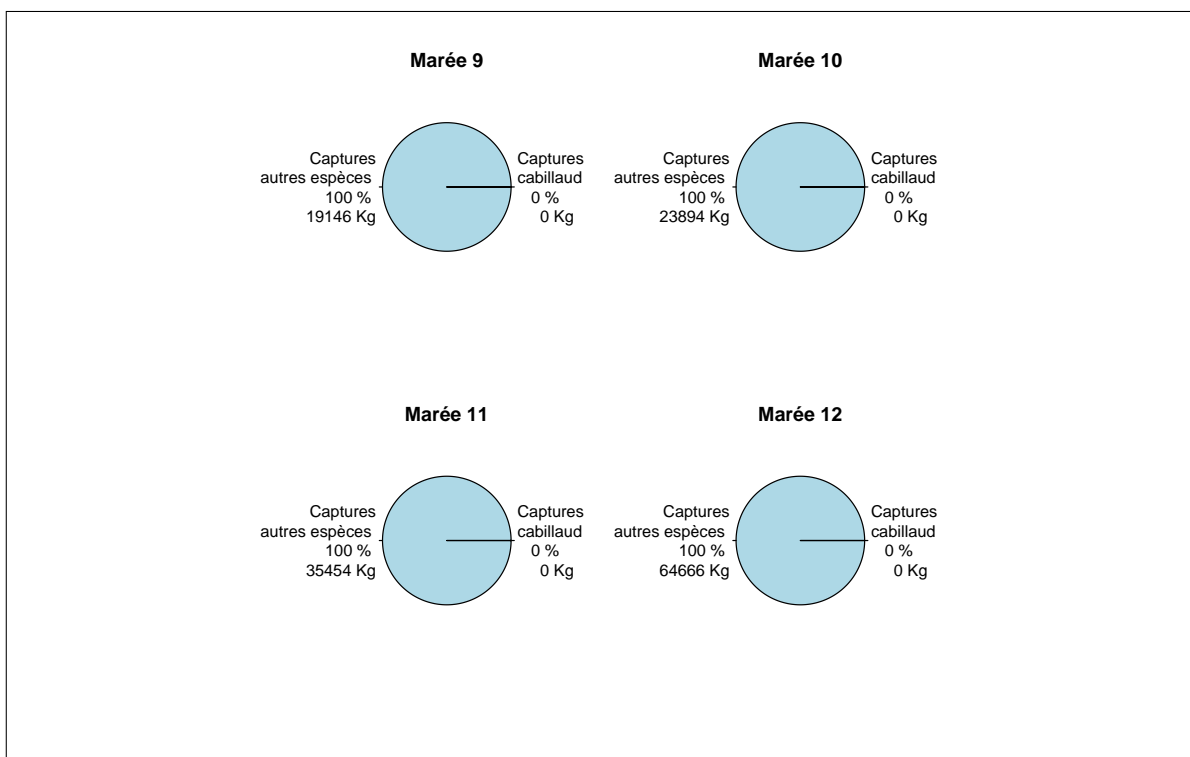 Marée 9
Captures
autres espèces
100 %
19146 Kg
Captures
cabillaud
0 %
0 Kg
Marée 10
Captures
autres espèces
100 %
23894 Kg
Captures
cabillaud
0 %
0 Kg
Marée 11
Captures
autres espèces
100 %
35454 Kg
Captures
cabillaud
0 %
0 Kg
Marée 12
Captures
autres espèces
100 %
64666 Kg
Captures
cabillaud
0 %
0 Kg